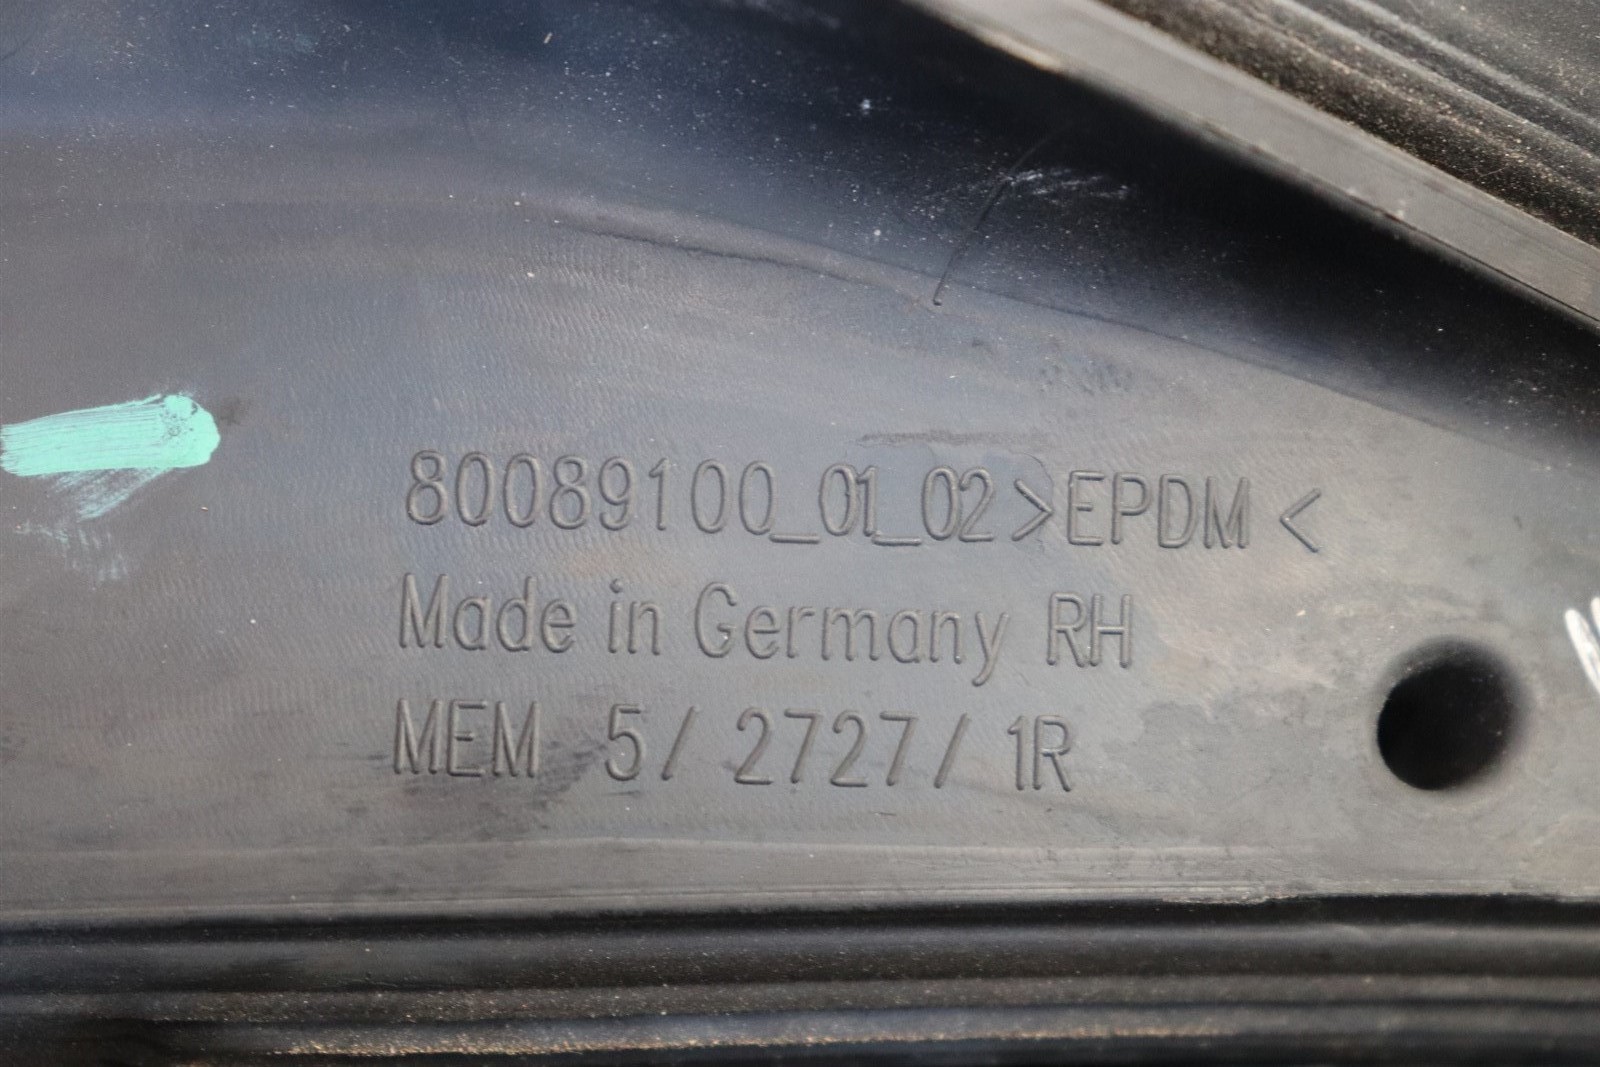 80089100_01_02 >EPDM<
Made in Germany RH
MEM 5/ 2727/ 1R